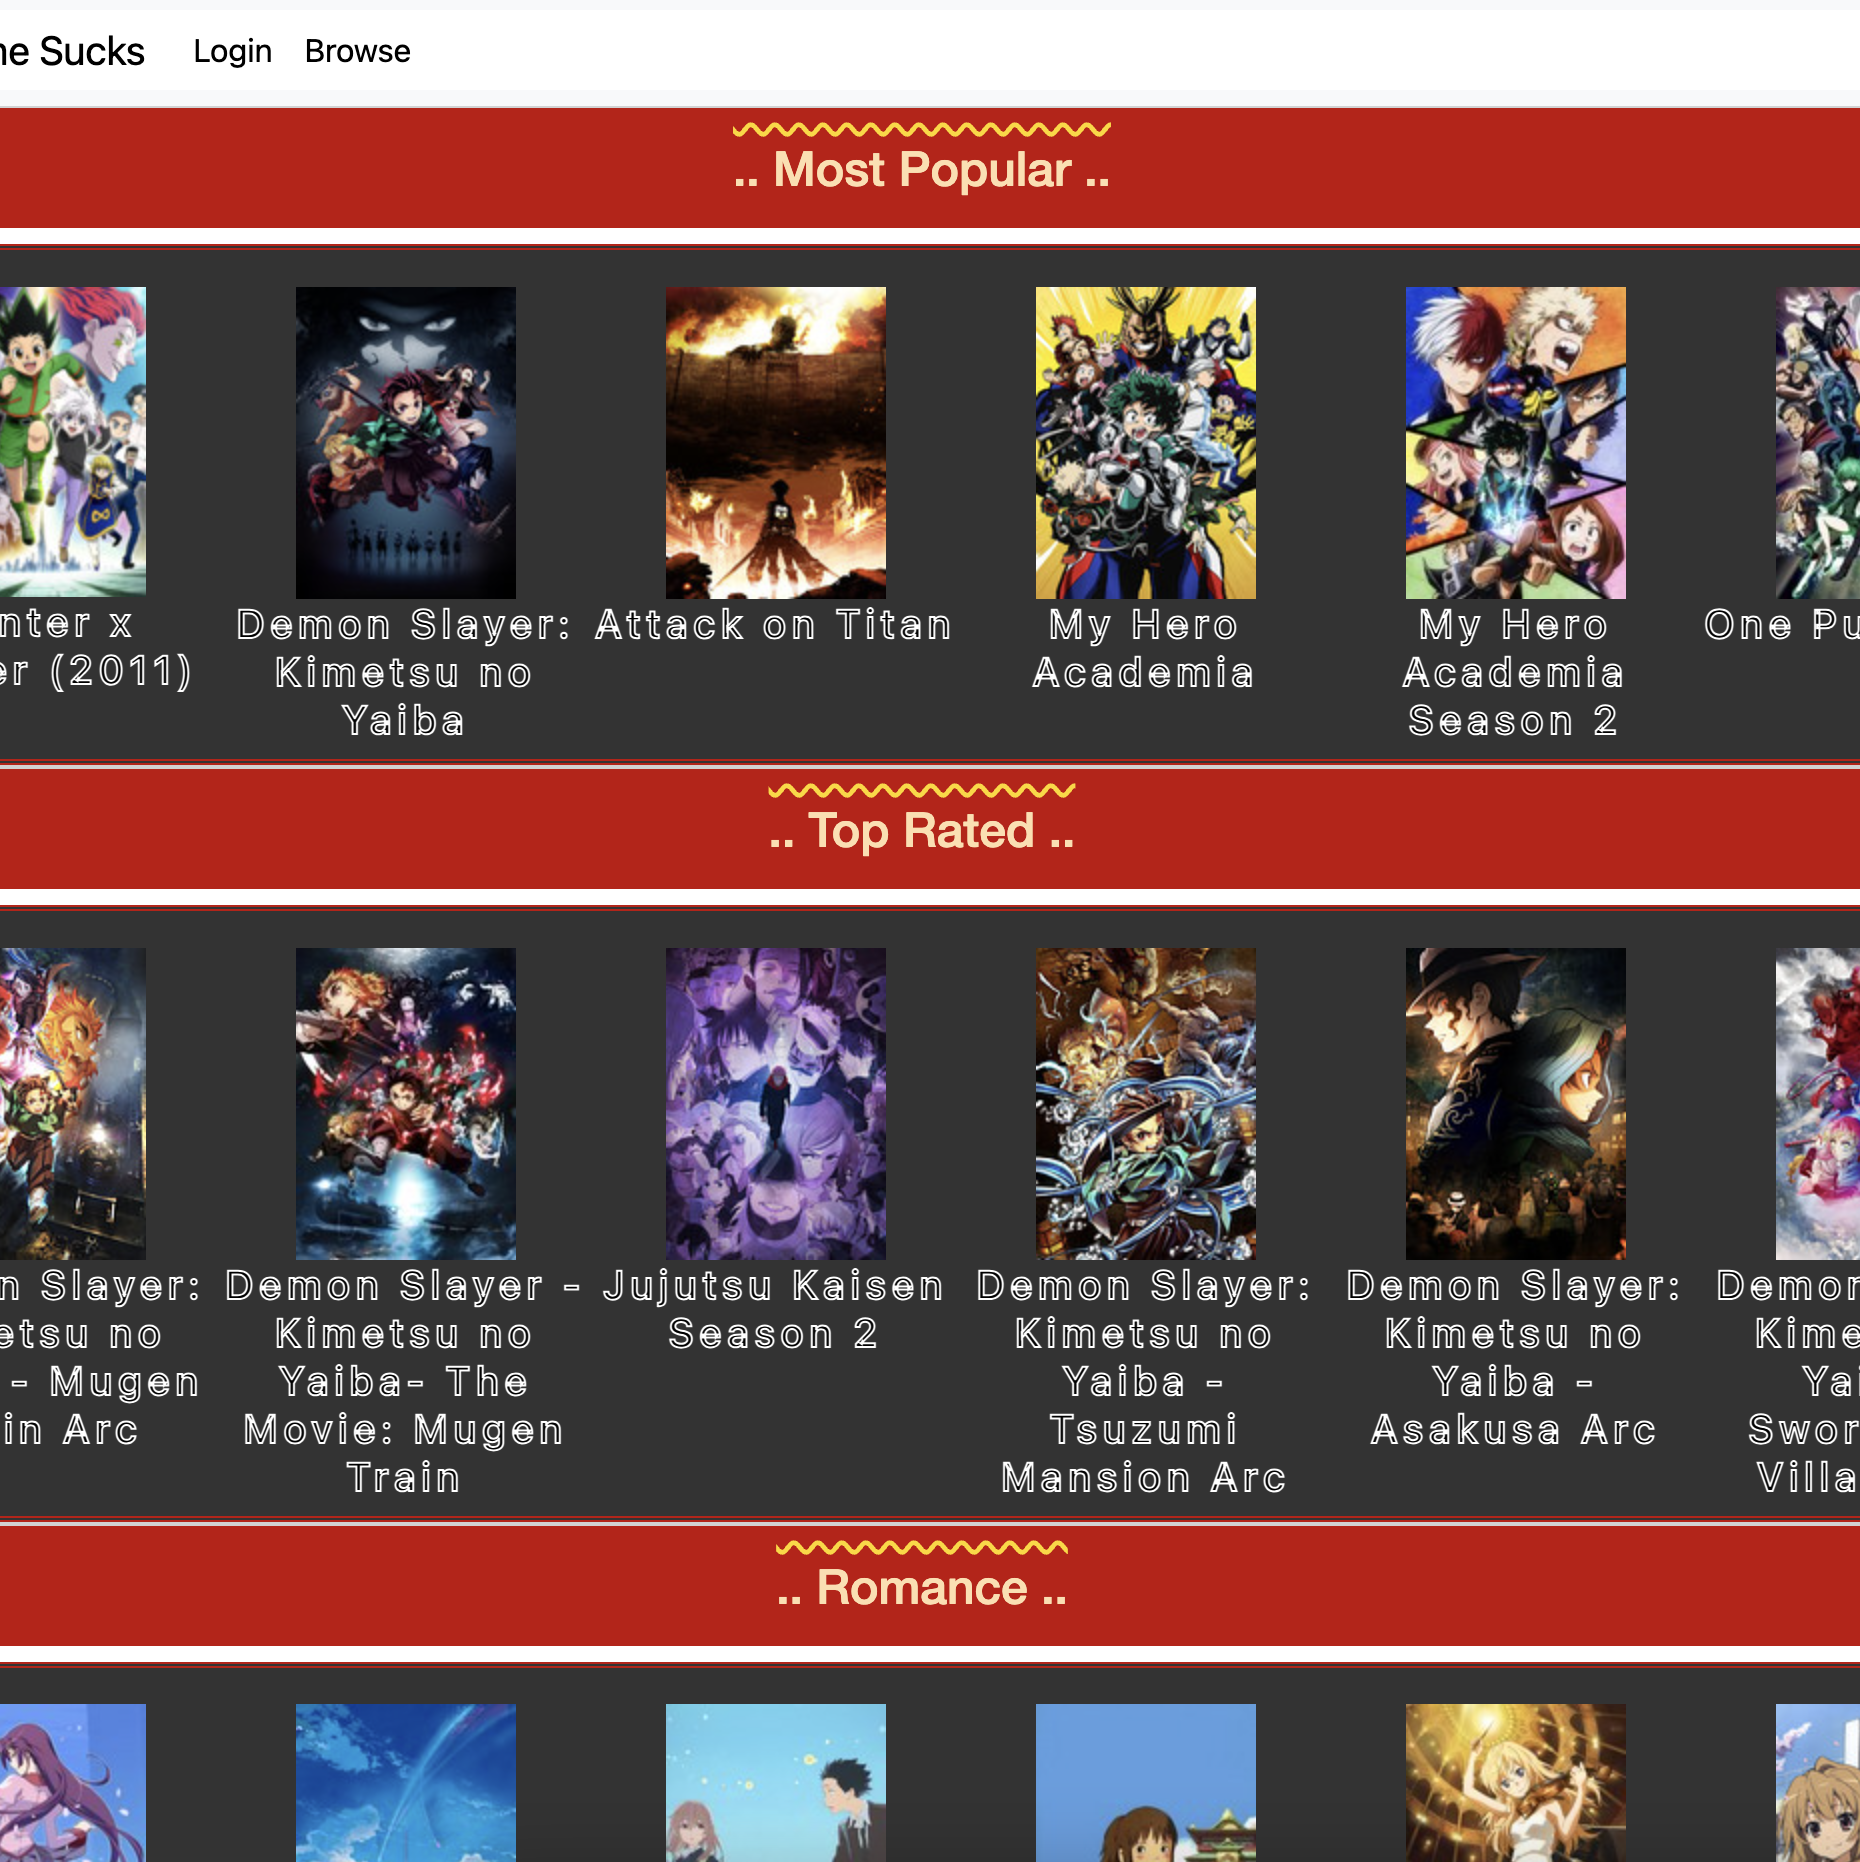 ne Sucks Login Browse
.. Most Popular ..
nter x
er (2011)
Demon Slayer:
Kimetsu no
Yaiba
Attack on Titan
My Hero
Academia
My Hero
Academia
Season 2
One Pu
.. Top Rated ..
n Slayer:
etsu no
- Mugen
in Arc
Demon Slayer -
Kimetsu no
Yaiba- The
Movie: Mugen
Train
Jujutsu Kaisen
Season 2
Demon Slayer:
Kimetsu no
Yaiba -
Tsuzumi
Mansion Arc
Demon Slayer:
Kimetsu no
Yaiba -
Asakusa Arc
Demon
Kime
Yai
Swor
Villa
.. Romance ..